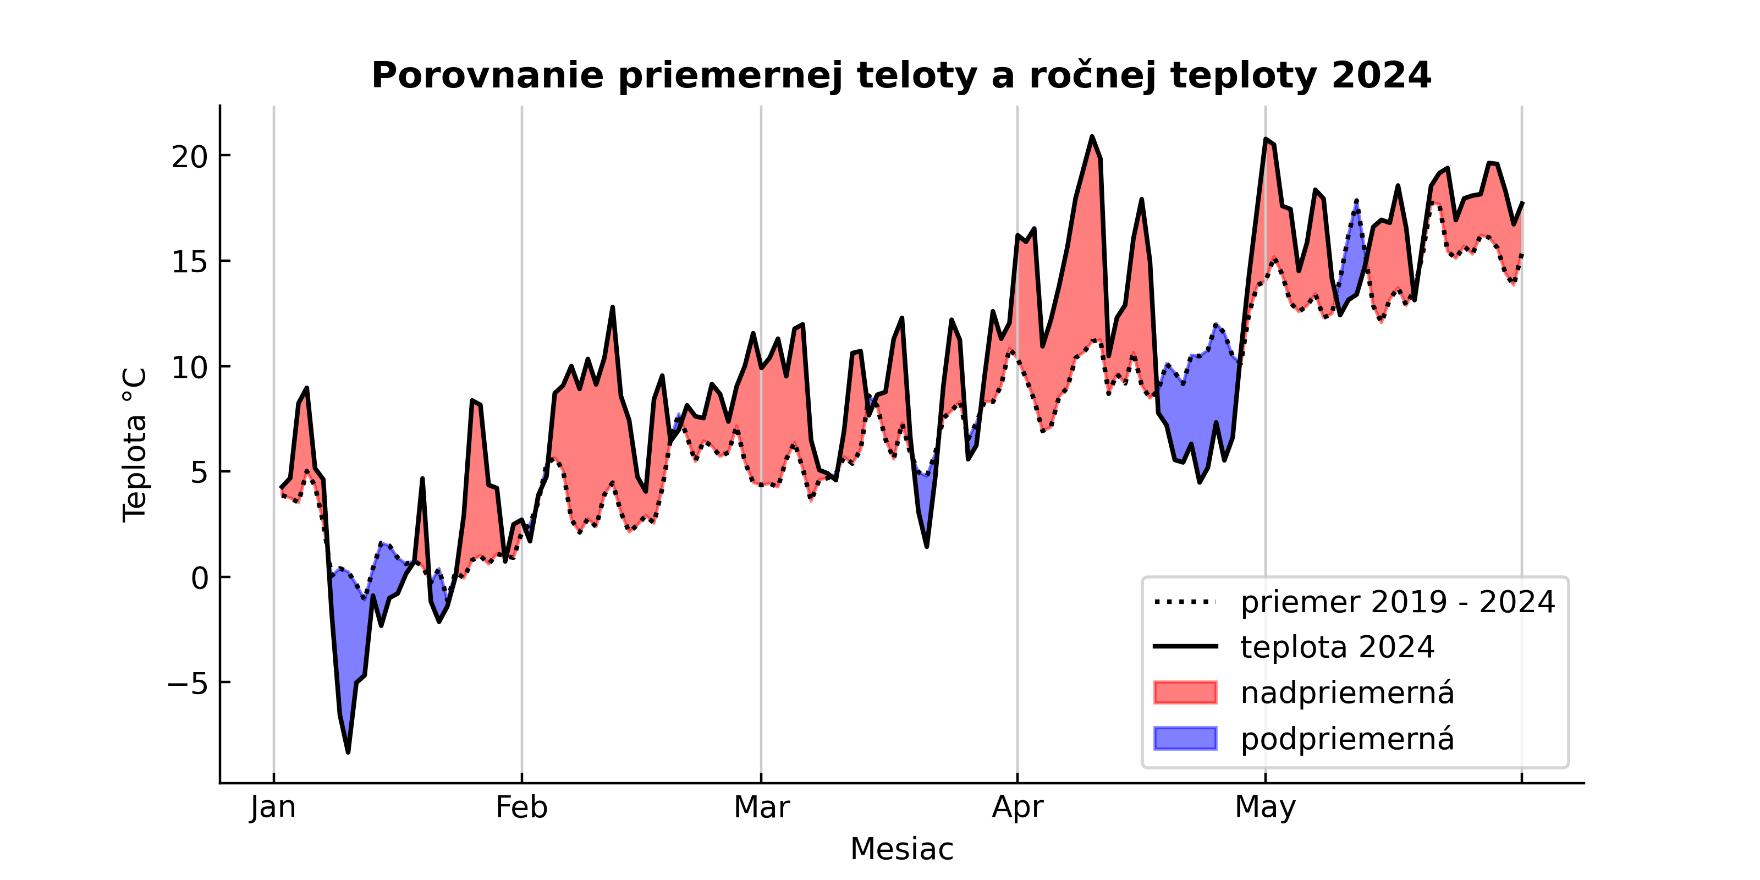 Porovnanie priemernej teloty a ročnej teploty 2024
20
15
10
5
0
−5
Teplota °C
Jan Feb Mar Apr May
Mesiac
priemer 2019 - 2024
teplota 2024
nadpriemerná
podpriemerná